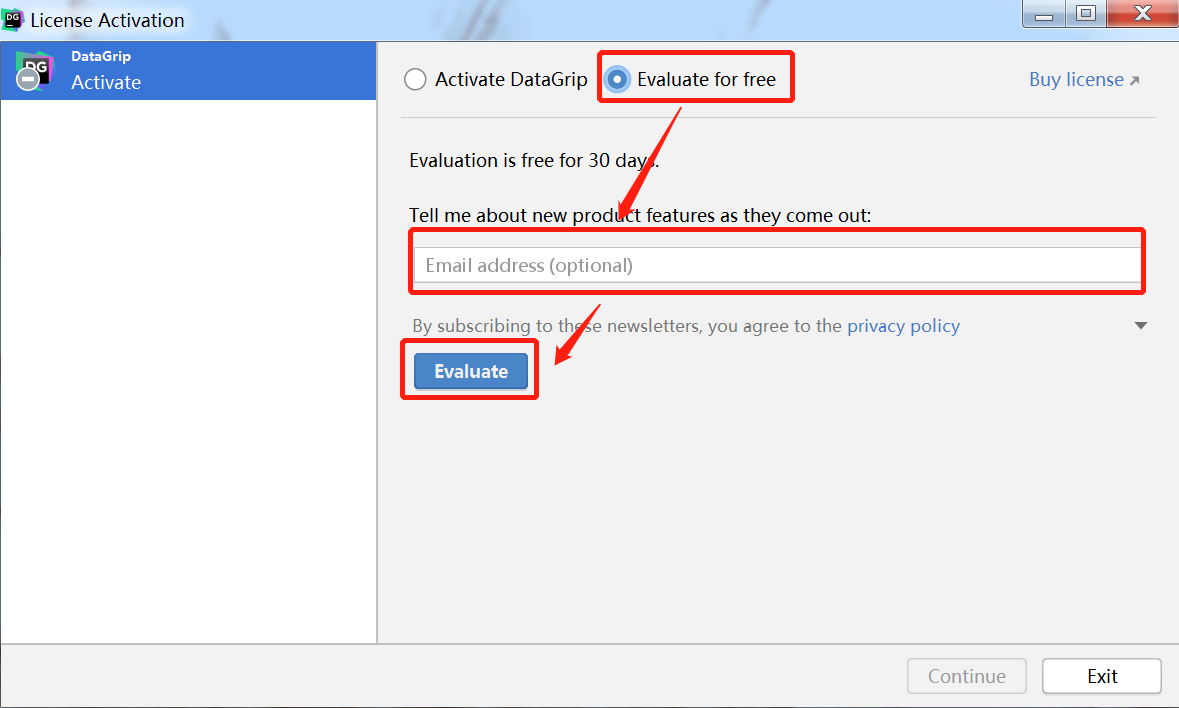 DG License Activation
DG DataGrip
Activate
Activate DataGrip Evaluate for free Buy license
Evaluation is free for 30 days.
Tell me about new product features as they come out:
Email address (optional)
By subscribing to these newsletters, you agree to the privacy policy
Evaluate
Continue Exit